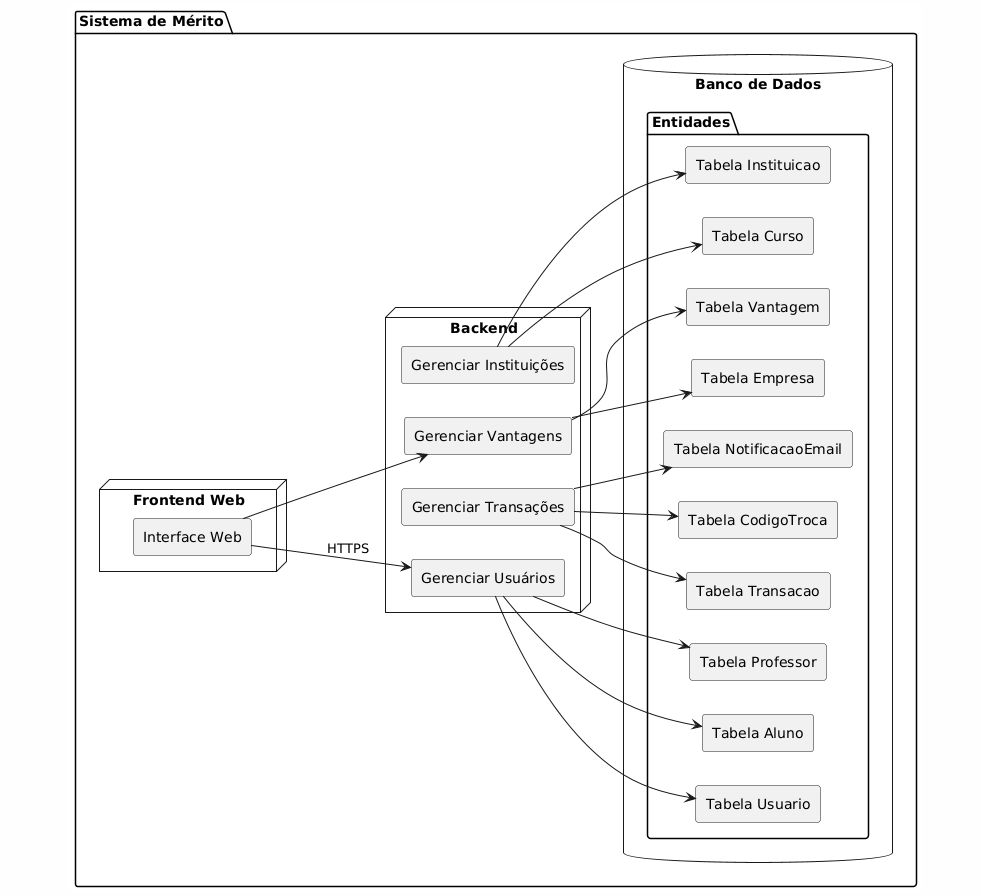 Sistema de Mérito
Banco de Dados
Entidades
Tabela Instituicao
Tabela Curso
Tabela Vantagem
Tabela Empresa
Tabela NotificacaoEmail
Tabela CodigoTroca
Tabela Transacao
Tabela Professor
Tabela Aluno
Tabela Usuario
Backend
Gerenciar Instituições
Gerenciar Vantagens
Gerenciar Transações
Gerenciar Usuários
Frontend Web
Interface Web
HTTPS